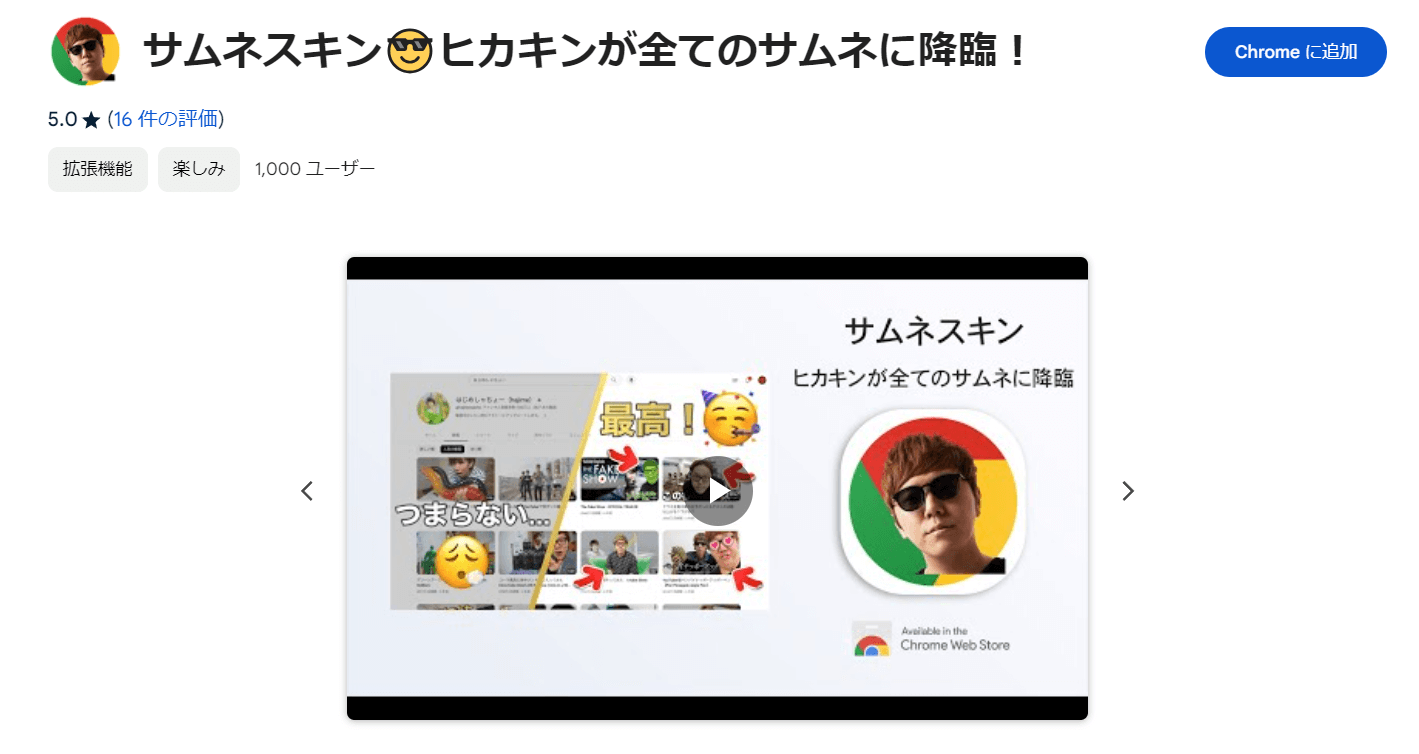 サムネスキン😎ヒカキンが全てのサムネに降臨！
Chrome に追加
5.0 ★ (16 件の評価)
拡張機能
楽しみ
1,000 ユーザー
サムネスキン
ヒカキンが全てのサムネに降臨
はじめしゃちょー (hajime)
最高！
THE FAKE SHOW
この
つまらない...
Available in the
Chrome Web Store